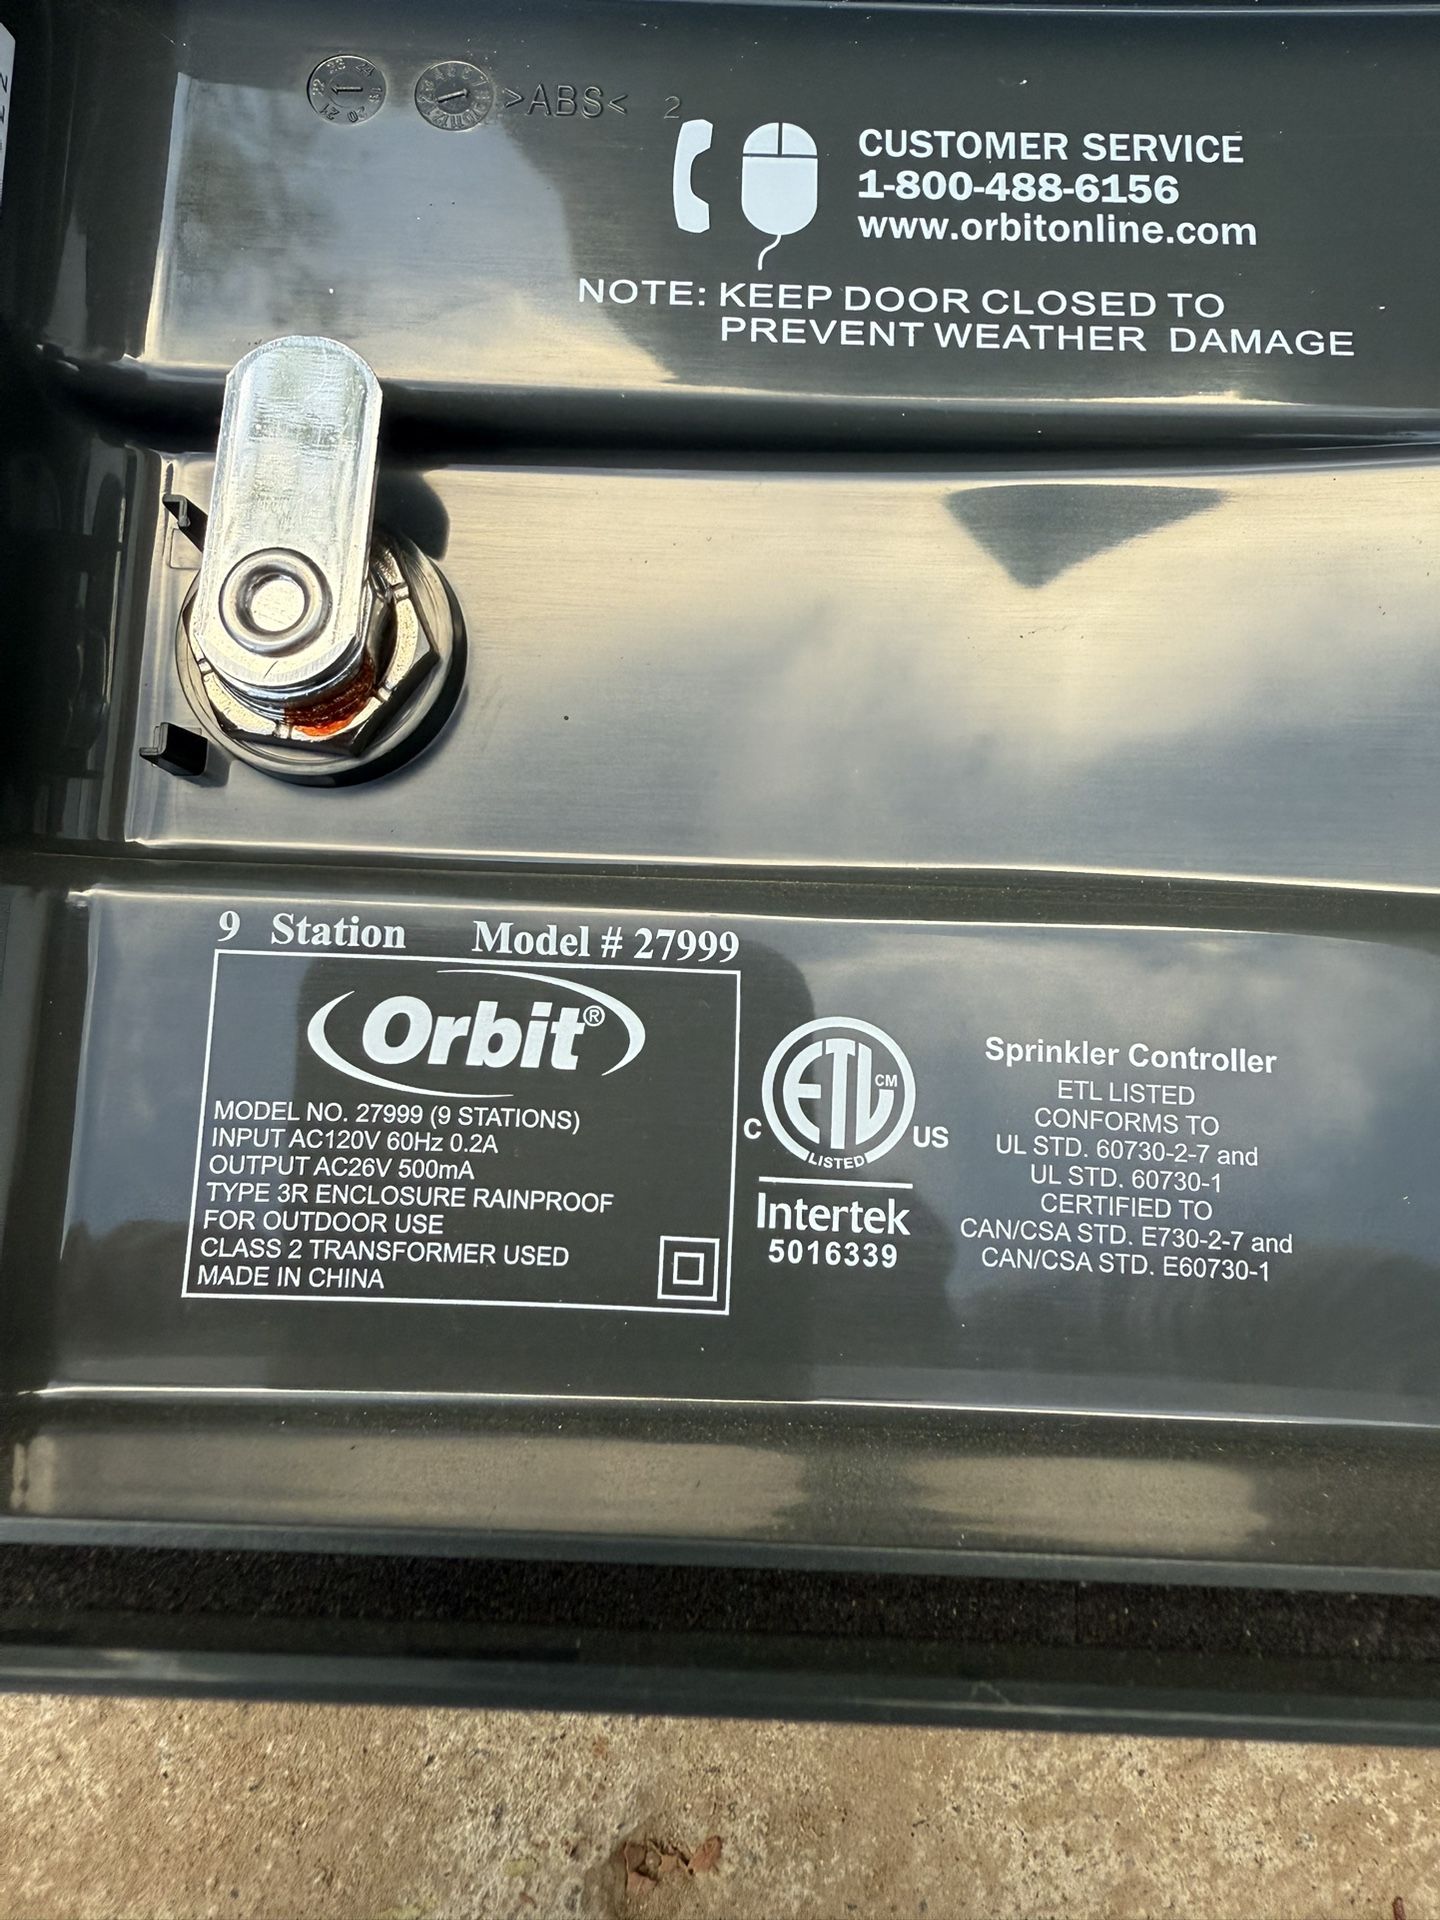 >ABS< 2
CUSTOMER SERVICE
1-800-488-6156
www.orbitonline.com
NOTE: KEEP DOOR CLOSED TO
PREVENT WEATHER DAMAGE
9 Station Model # 27999
Orbit®
MODEL NO. 27999 (9 STATIONS)
INPUT AC120V 60Hz 0.2A
OUTPUT AC26V 500mA
TYPE 3R ENCLOSURE RAINPROOF
FOR OUTDOOR USE
CLASS 2 TRANSFORMER USED
MADE IN CHINA
ETL CM
C US
LISTED
Intertek
5016339
Sprinkler Controller
ETL LISTED
CONFORMS TO
UL STD. 60730-2-7 and
UL STD. 60730-1
CERTIFIED TO
CAN/CSA STD. E730-2-7 and
CAN/CSA STD. E60730-1